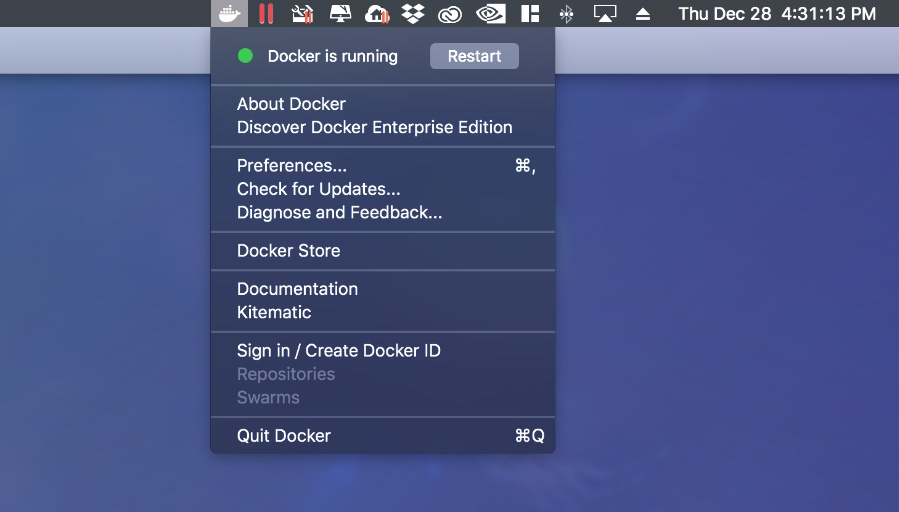 Thu Dec 28 4:31:13 PM
Docker is running Restart
About Docker
Discover Docker Enterprise Edition
Preferences... ⌘,
Check for Updates...
Diagnose and Feedback...
Docker Store
Documentation
Kitematic
Sign in / Create Docker ID
Repositories
Swarms
Quit Docker ⌘Q